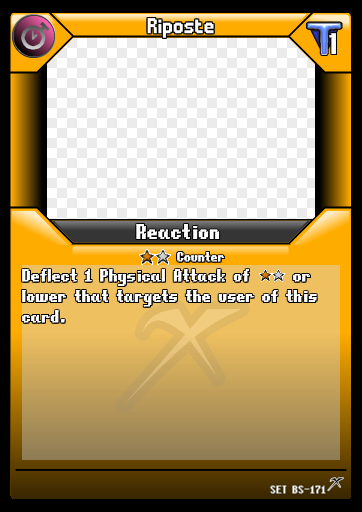 Riposte
T1
Reaction
Counter
Deflect 1 Physical Attack of or
lower that targets the user of this
card.
SET BS-171